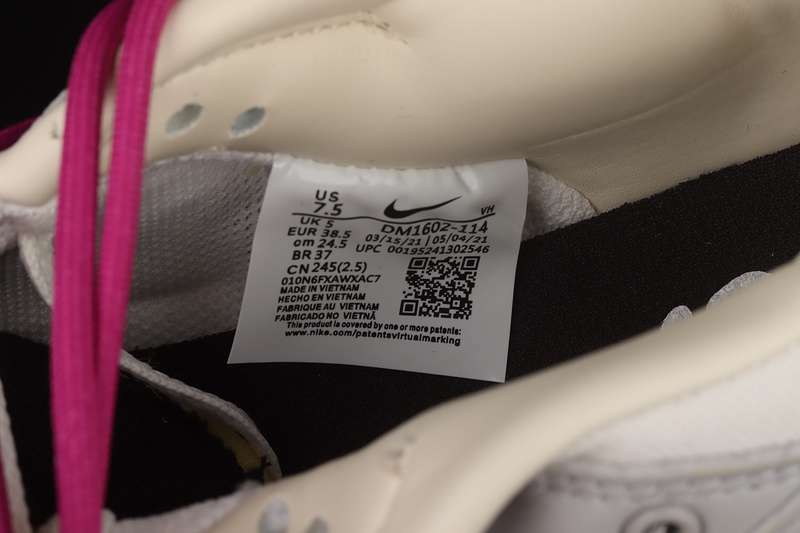 US
7.5
VH
UK 5
DM1602-114
EUR 38.5
03/15/21 | 05/04/21
cm 24.5
UPC 00195241302546
BR 37
CN 245(2.5)
010N6FXAWXAC7
MADE IN VIETNAM
HECHO EN VIETNAM
FABRIQUE AU VIETNAM
FABRICADO NO VIETNÃ
This product is covered by one or more patents:
www.nike.com/patentsvirtualmarking